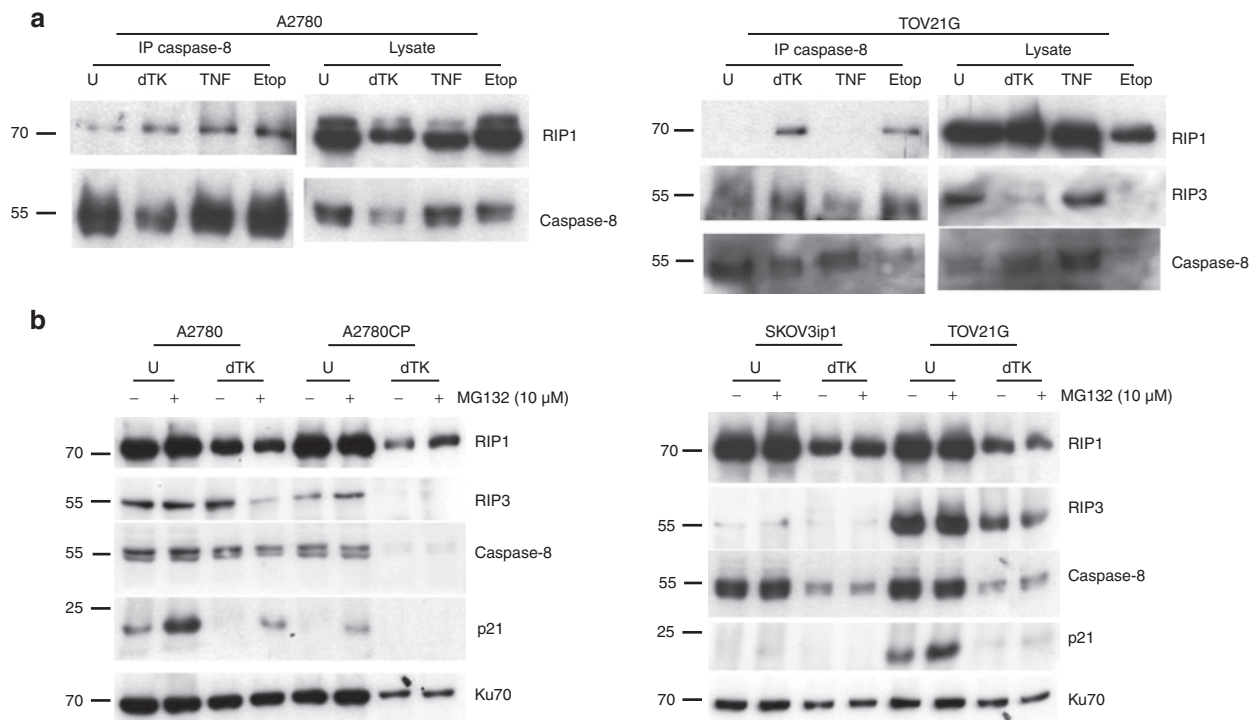 a
A2780
IP caspase-8 Lysate
U dTK TNF Etop U dTK TNF Etop
70 RIP1
55 Caspase-8
TOV21G
IP caspase-8 Lysate
U dTK TNF Etop U dTK TNF Etop
70 RIP1
55 RIP3
55 Caspase-8
b
A2780 A2780CP
U dTK U dTK
– + – + – + – + MG132 (10 µM)
70 RIP1
55 RIP3
55 Caspase-8
25 p21
70 Ku70
SKOV3ip1 TOV21G
U dTK U dTK
– + – + – + – + MG132 (10 µM)
70 RIP1
55 RIP3
55 Caspase-8
25 p21
70 Ku70